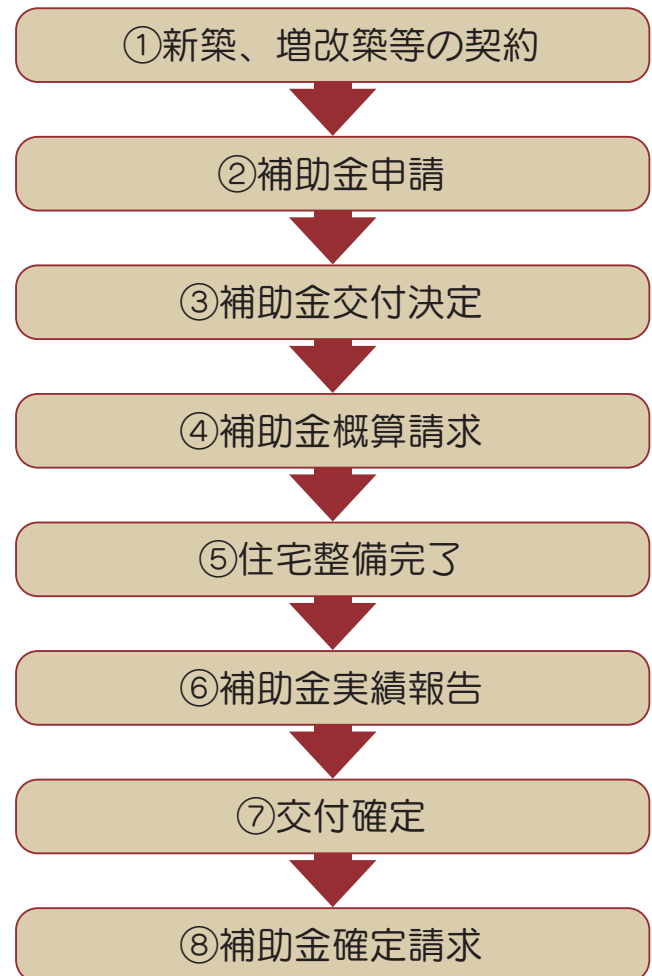 ①新築、増改築等の契約
②補助金申請
③補助金交付決定
④補助金概算請求
⑤住宅整備完了
⑥補助金実績報告
⑦交付確定
⑧補助金確定請求